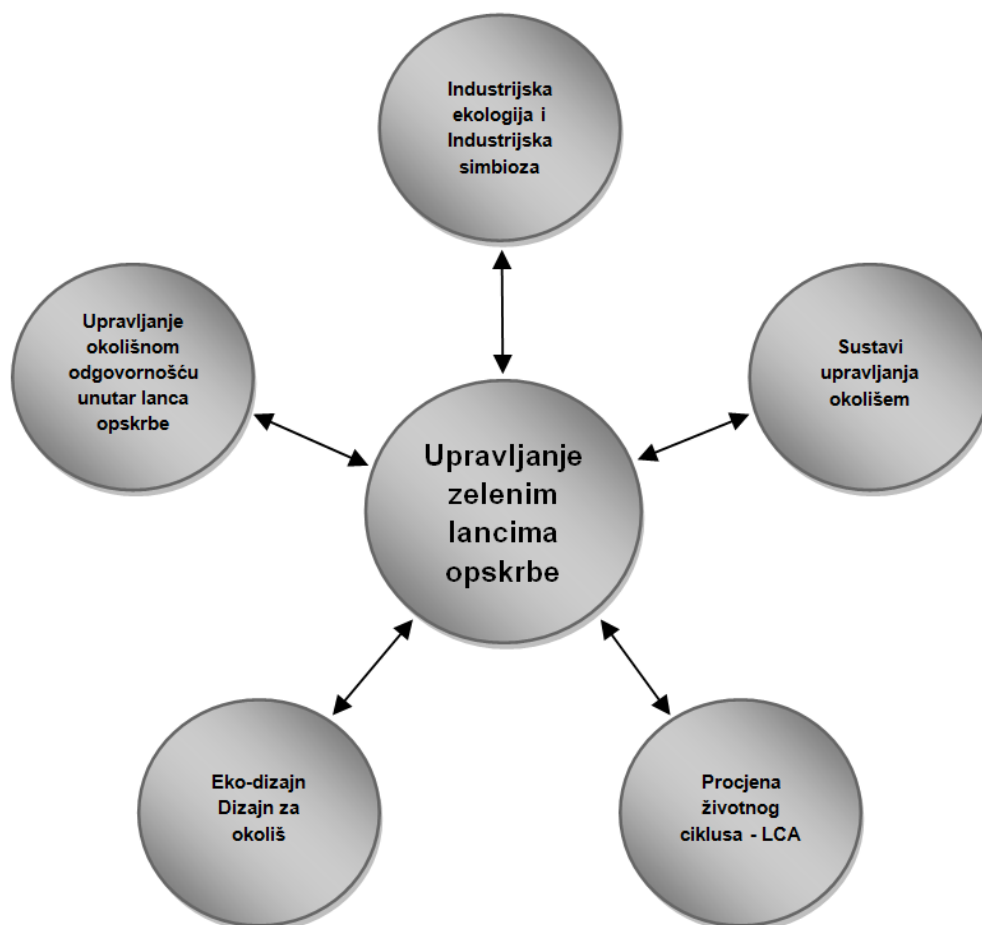 Industrijska
ekologija i
Industrijska
simbioza
Upravljanje
okolišnom
odgovornošću
unutar lanca
opskrbe
Sustavi
upravljanja
okolišem
Upravljanje
zelenim
lancima
opskrbe
Eko-dizajn
Dizajn za
okoliš
Procjena
životnog
ciklusa - LCA